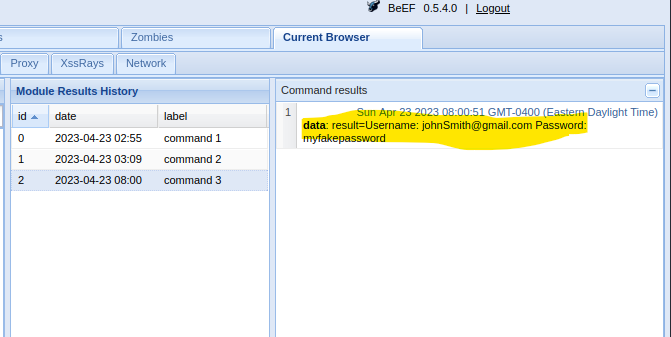 BeEF 0.5.4.0 | Logout
s Zombies Current Browser
Proxy XssRays Network
Module Results History
id date label
0 2023-04-23 02:55 command 1
1 2023-04-23 03:09 command 2
2 2023-04-23 08:00 command 3
Command results
1 Sun Apr 23 2023 08:00:51 GMT-0400 (Eastern Daylight Time)
data: result=Username: johnSmith@gmail.com Password:
myfakepassword